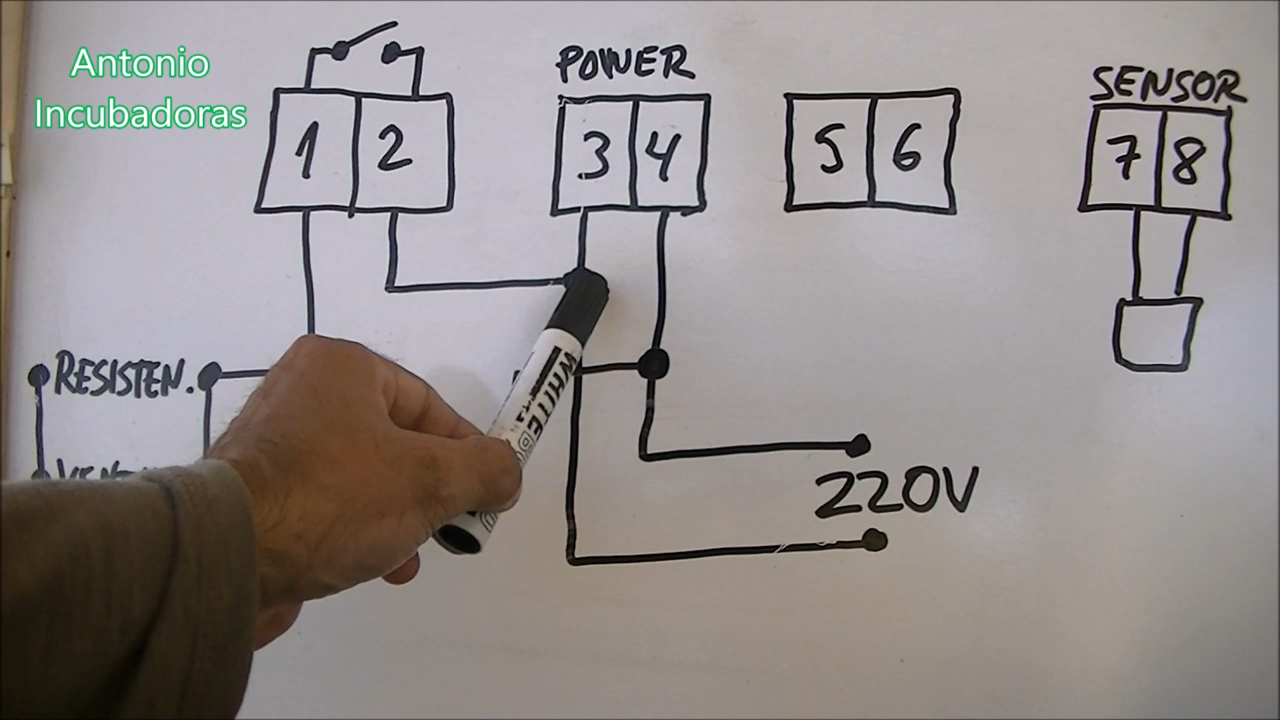 Antonio
Incubadoras
POWER
SENSOR
1 2
3 4
5 6
7 8
RESISTEN.
220V